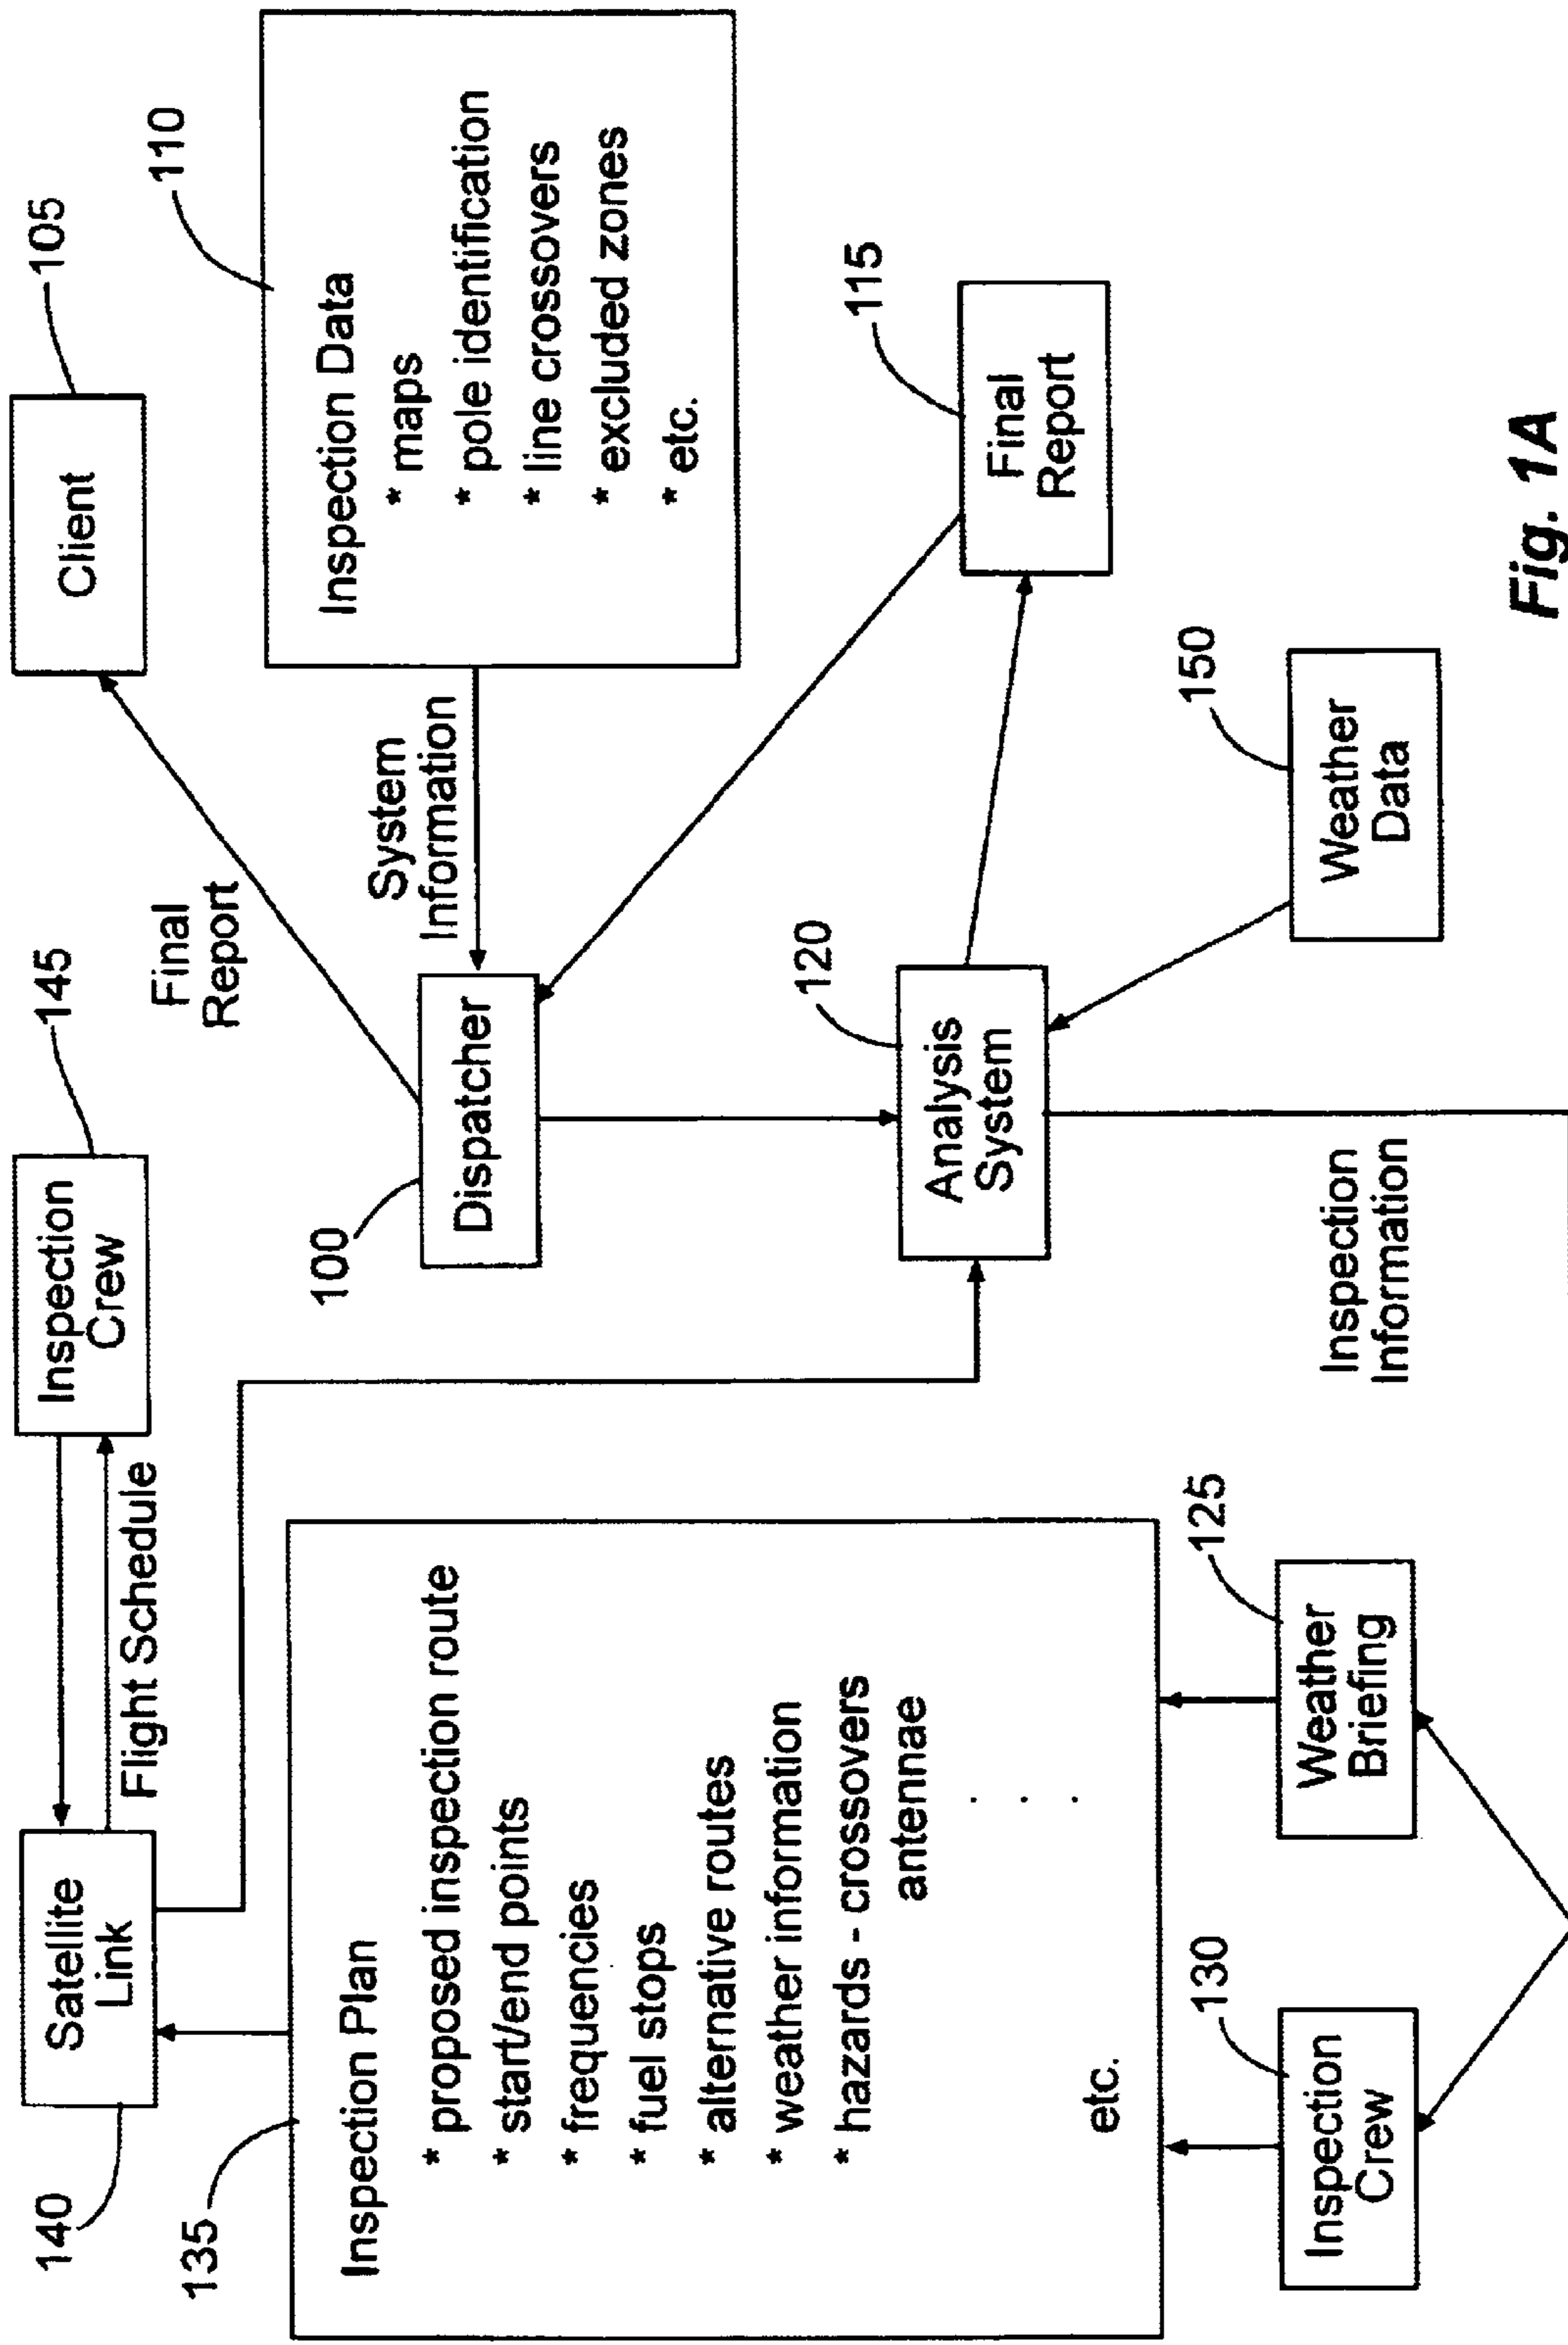 140
Satellite
Link
Flight Schedule
Inspection
Crew
145
Client
105
Final
Report
135
Inspection Plan
* proposed inspection route
* start/end points
* frequencies
* fuel stops
* alternative routes
* weather information
* hazards - crossovers
antennae
. . .
etc.
100
Dispatcher
System
Information
110
Inspection Data
* maps
* pole identification
* line crossovers
* excluded zones
* etc.
120
Analysis
System
115
Final
Report
130
Inspection
Crew
125
Weather
Briefing
Inspection
Information
150
Weather
Data
Fig. 1A